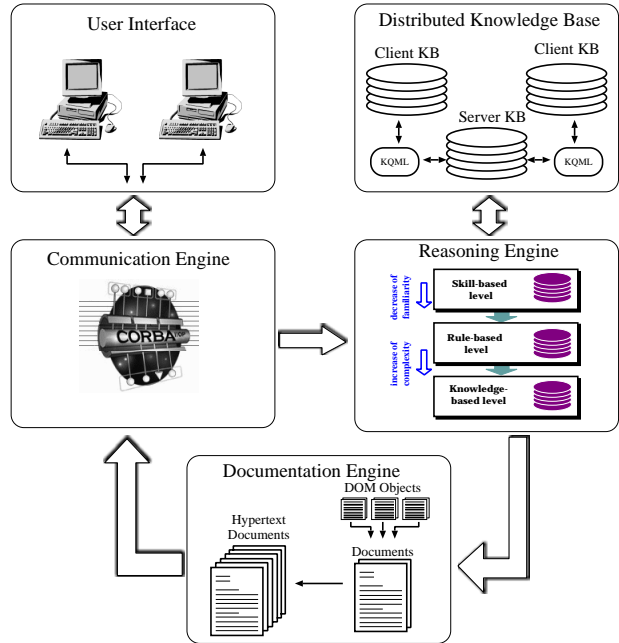 User Interface
Distributed Knowledge Base
Client KB
Client KB
Server KB
KQML
KQML
Communication Engine
CORBA
Reasoning Engine
decrease of
familiarity
Skill-based
level
Rule-based
level
increase of
complexity
Knowledge-
based level
Documentation Engine
DOM Objects
Hypertext
Documents
Documents